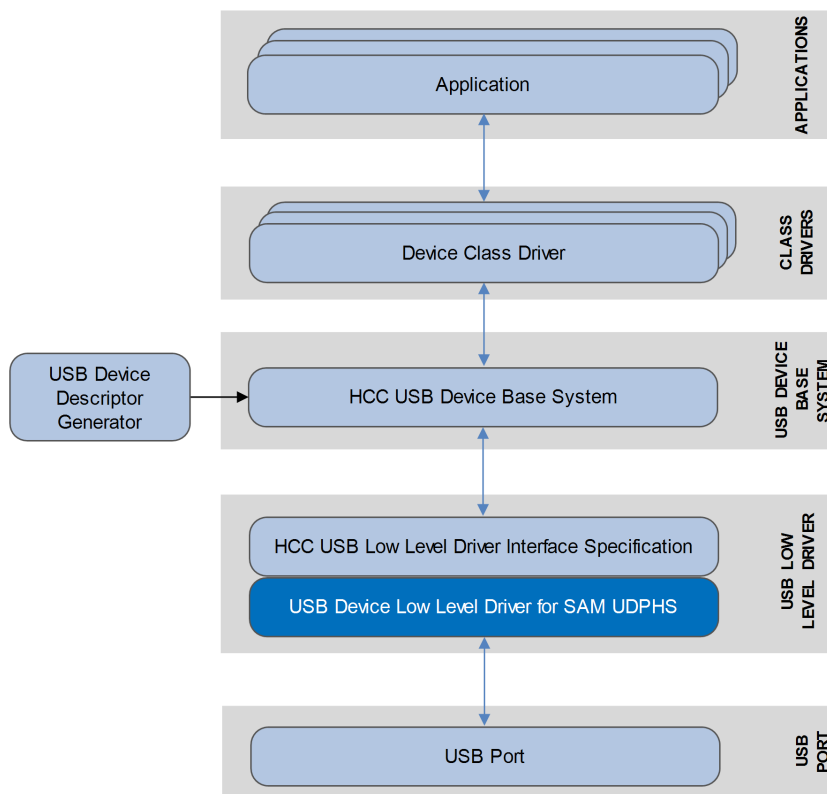 Application
APPLICATIONS
Device Class Driver
CLASS
DRIVERS
USB Device
Descriptor
Generator
HCC USB Device Base System
USB DEVICE
BASE
SYSTEM
HCC USB Low Level Driver Interface Specification
USB Device Low Level Driver for SAM UDPHS
USB LOW
LEVEL DRIVER
USB Port
USB
PORT